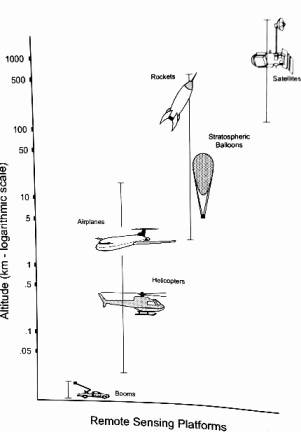 1000
Rockets
Satellites
500
100
Stratospheric
Balloons
50
10
5
Airplanes
1
.5
Helicopters
.1
.05
Booms
Altitude (km - logarithmic scale)
Remote Sensing Platforms